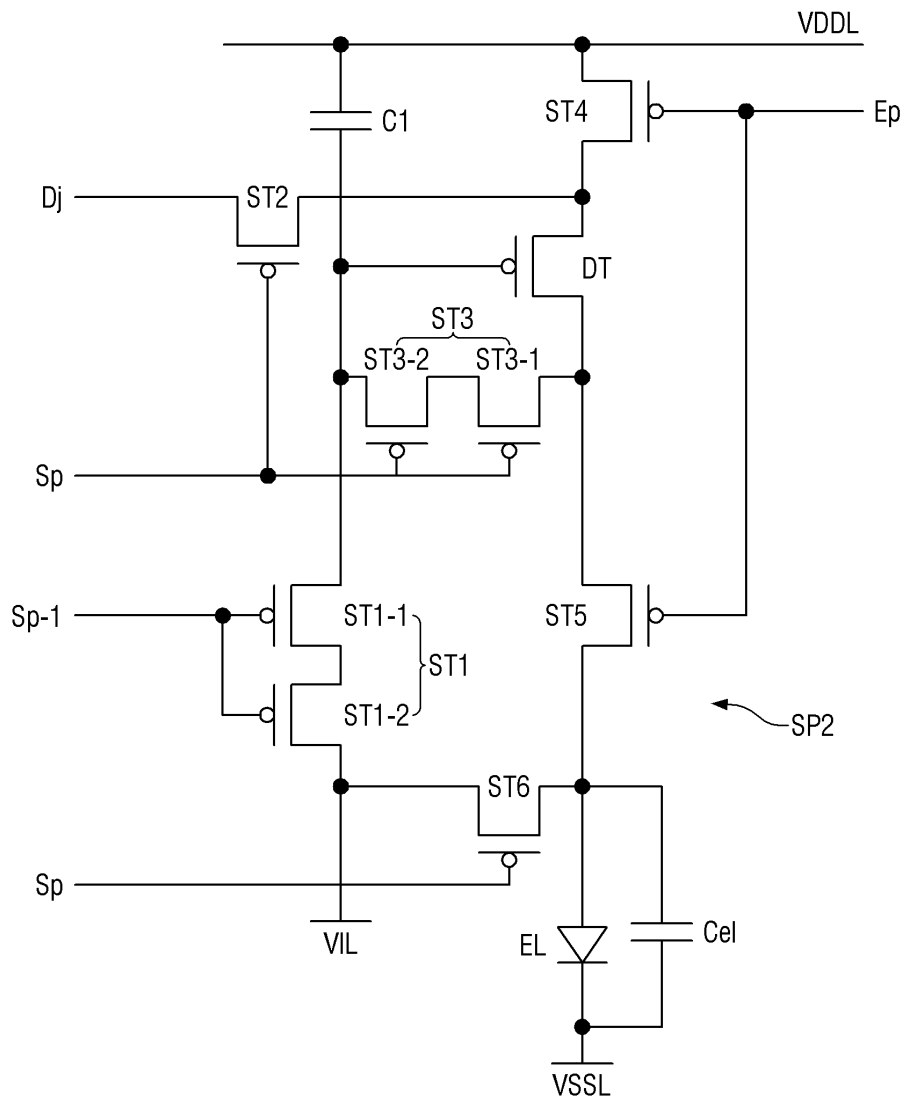 VDDL
ST4
Ep
C1
Dj
ST2
DT
ST3
ST3-2
ST3-1
Sp
Sp-1
ST1-1
ST5
ST1
ST1-2
SP2
ST6
Sp
VIL
EL
Cel
VSSL